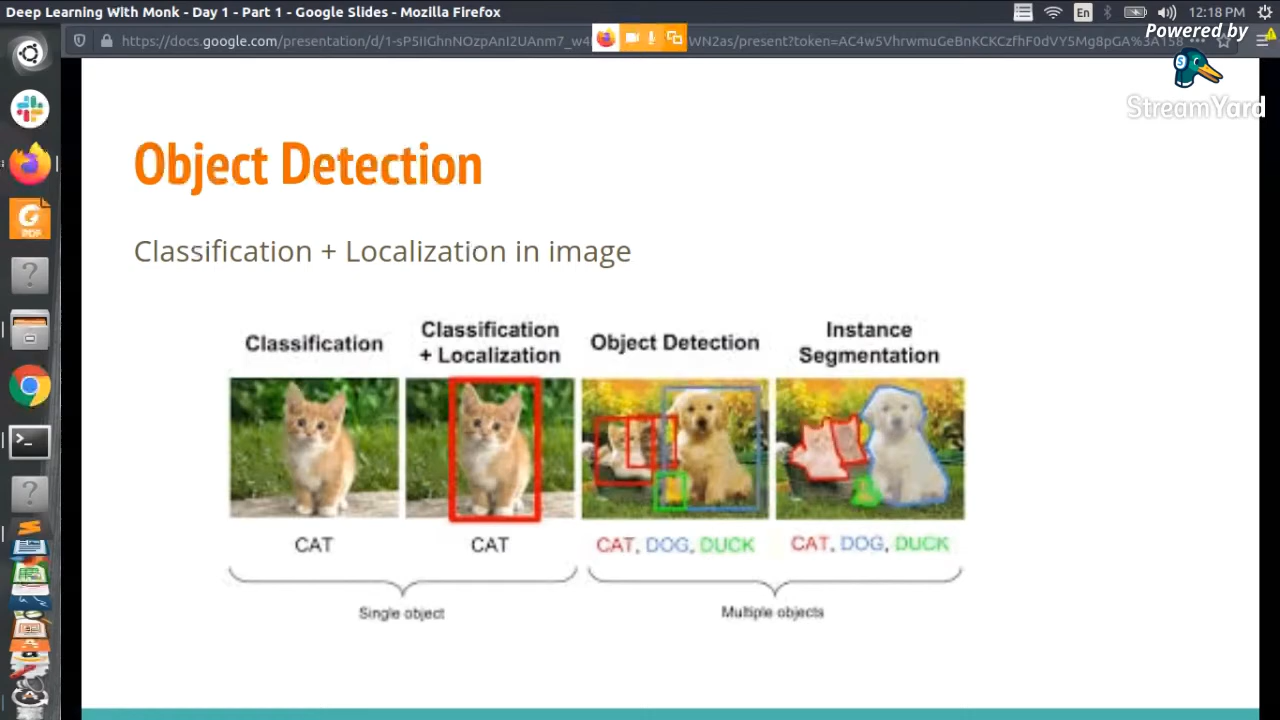 Deep Learning With Monk - Day 1 - Part 1 - Google Slides - Mozilla Firefox
En
12:18 PM
Powered by
StreamYard
Object Detection
Classification + Localization in image
Classification
Classification
+ Localization
Object Detection
Instance
Segmentation
CAT
CAT
CAT, DOG, DUCK
CAT, DOG, DUCK
Single object
Multiple objects